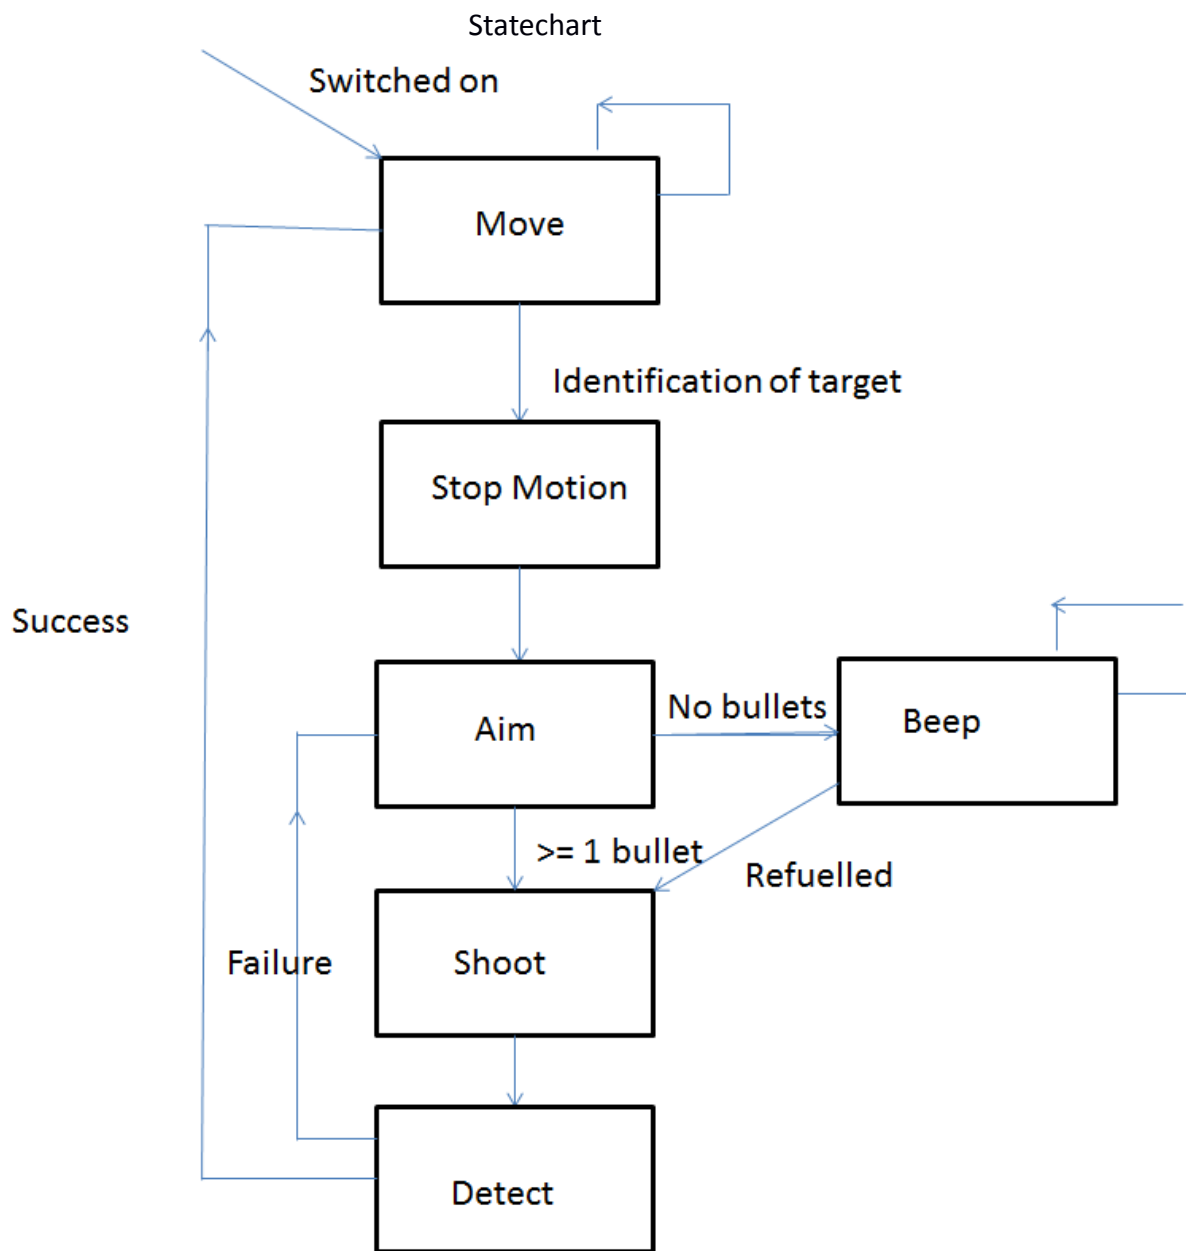 Statechart
Switched on
Move
Identification of target
Stop Motion
Success
No bullets
Beep
Aim
>= 1 bullet
Refuelled
Failure
Shoot
Detect